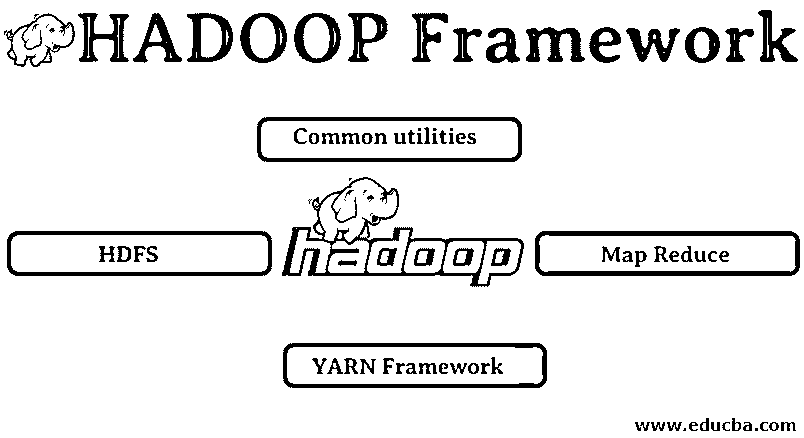 HADOOP Framework
Common utilities
HDFS
hadoop
Map Reduce
YARN Framework
www.educba.com